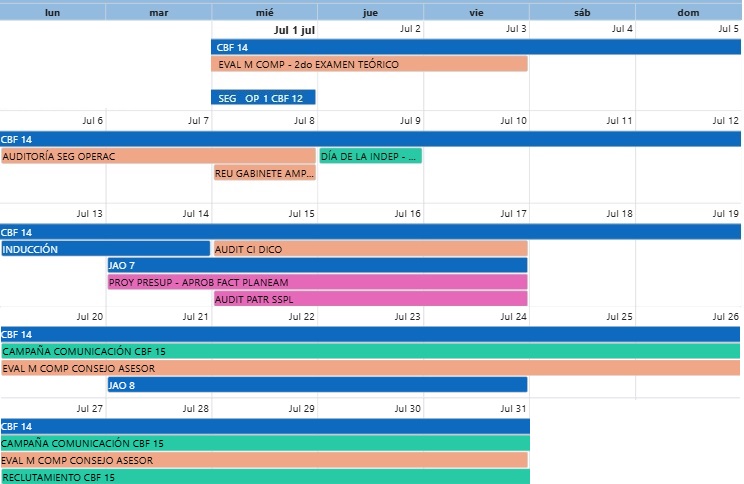 lun mar mié jue vie sáb dom
Jul 1 jul Jul 2 Jul 3 Jul 4 Jul 5
CBF 14
EVAL M COMP - 2do EXAMEN TEÓRICO
SEG OP 1 CBF 12
Jul 6 Jul 7 Jul 8 Jul 9 Jul 10 Jul 11 Jul 12
CBF 14
AUDITORÍA SEG OPERAC DÍA DE LA INDEP - ...
REU GABINETE AMP...
Jul 13 Jul 14 Jul 15 Jul 16 Jul 17 Jul 18 Jul 19
CBF 14
INDUCCIÓN AUDIT CI DICO
JAO 7
PROY PRESUP - APROB FACT PLANEAM
AUDIT PATR SSPL
Jul 20 Jul 21 Jul 22 Jul 23 Jul 24 Jul 25 Jul 26
CBF 14
CAMPAÑA COMUNICACIÓN CBF 15
EVAL M COMP CONSEJO ASESOR
JAO 8
Jul 27 Jul 28 Jul 29 Jul 30 Jul 31
CBF 14
CAMPAÑA COMUNICACIÓN CBF 15
EVAL M COMP CONSEJO ASESOR
RECLUTAMIENTO CBF 15